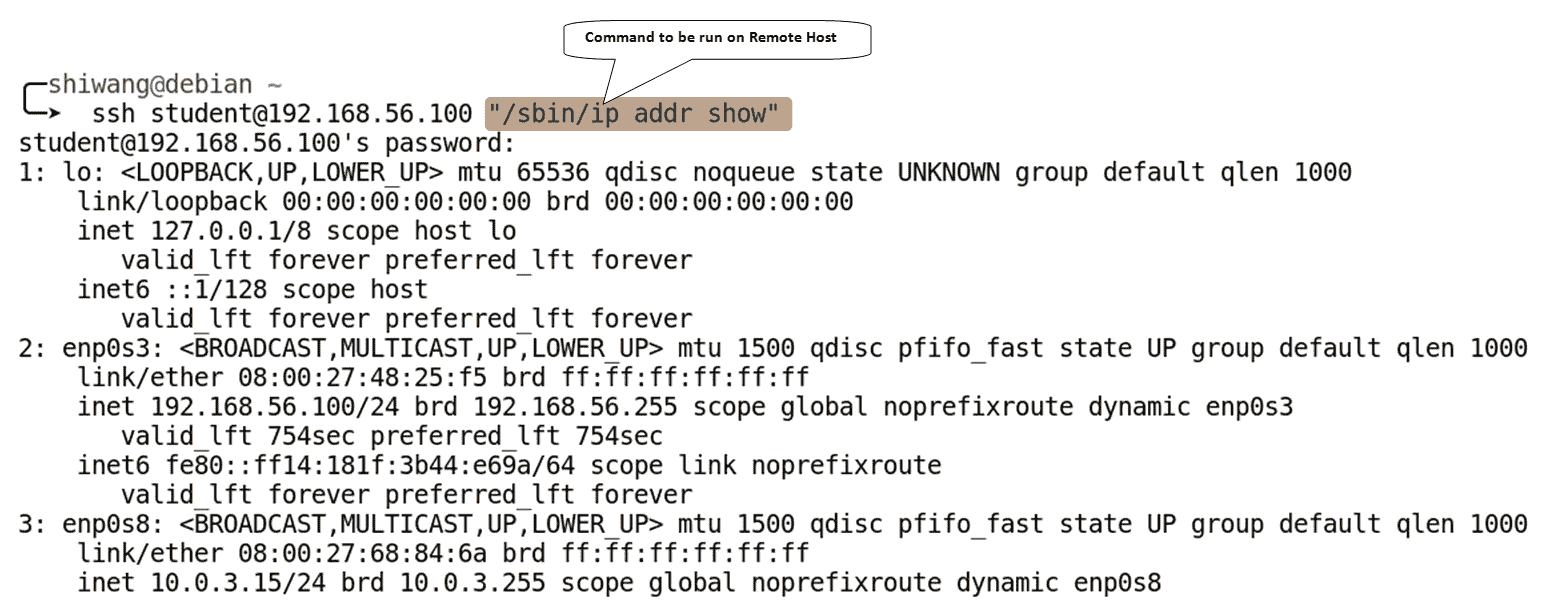 Command to be run on Remote Host
shiwang@debian ~
ssh student@192.168.56.100 "/sbin/ip addr show"
student@192.168.56.100's password:
1: lo: <LOOPBACK,UP,LOWER_UP> mtu 65536 qdisc noqueue state UNKNOWN group default qlen 1000
    link/loopback 00:00:00:00:00:00 brd 00:00:00:00:00:00
    inet 127.0.0.1/8 scope host lo
       valid_lft forever preferred_lft forever
    inet6 ::1/128 scope host
       valid_lft forever preferred_lft forever
2: enp0s3: <BROADCAST,MULTICAST,UP,LOWER_UP> mtu 1500 qdisc pfifo_fast state UP group default qlen 1000
    link/ether 08:00:27:48:25:f5 brd ff:ff:ff:ff:ff:ff
    inet 192.168.56.100/24 brd 192.168.56.255 scope global noprefixroute dynamic enp0s3
       valid_lft 754sec preferred_lft 754sec
    inet6 fe80::ff14:181f:3b44:e69a/64 scope link noprefixroute
       valid_lft forever preferred_lft forever
3: enp0s8: <BROADCAST,MULTICAST,UP,LOWER_UP> mtu 1500 qdisc pfifo_fast state UP group default qlen 1000
    link/ether 08:00:27:68:84:6a brd ff:ff:ff:ff:ff:ff
    inet 10.0.3.15/24 brd 10.0.3.255 scope global noprefixroute dynamic enp0s8